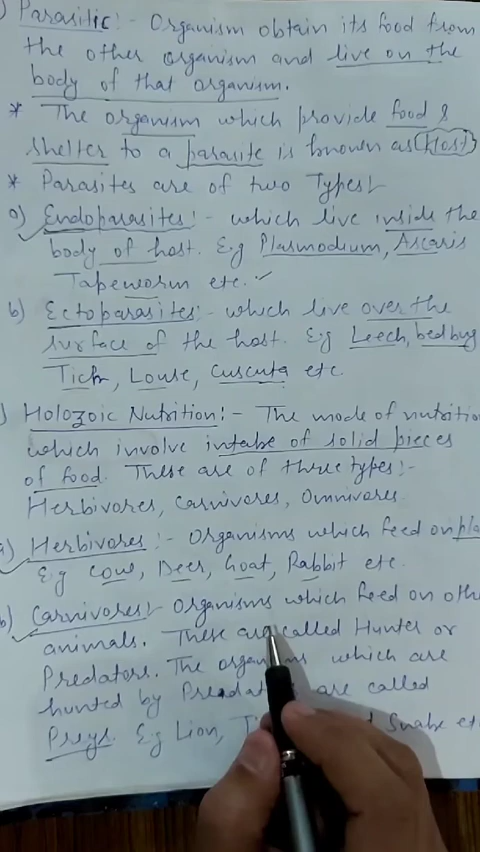 Parasitic:- Organism obtain its food from
the other organism and live on the
body of that organism.
* The organism which provide food &
shelter to a parasite is known as (Host)
* Parasites are of two Types!-
a) Endoparasites:- which live inside the
body of host. E.g Plasmodium, Ascaris
Tapeworm etc.
b) Ectoparasites:- which live over the
surface of the host. E.g Leech, bedbug
Tick, Louse, Cuscuta etc.
) Holozoic Nutrition:- The mode of nutrition
which involve intake of solid pieces
of food. These are of three types:-
Herbivores, Carnivores, Omnivores.
a) Herbivores:- Organisms which feed on pla
E.g Cow, Deer, Goat, Rabbit etc.
b) Carnivores:- Organisms which feed on othe
animals. These are called Hunter or
Predators. The organisms which are
hunted by Predators are called
Preys. E.g Lion, Snake etc